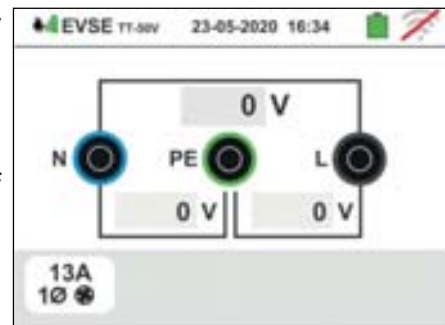 EVSE TT-50V 23-05-2020 16:34
0 V
N PE L
0 V 0 V
13A
1Ø